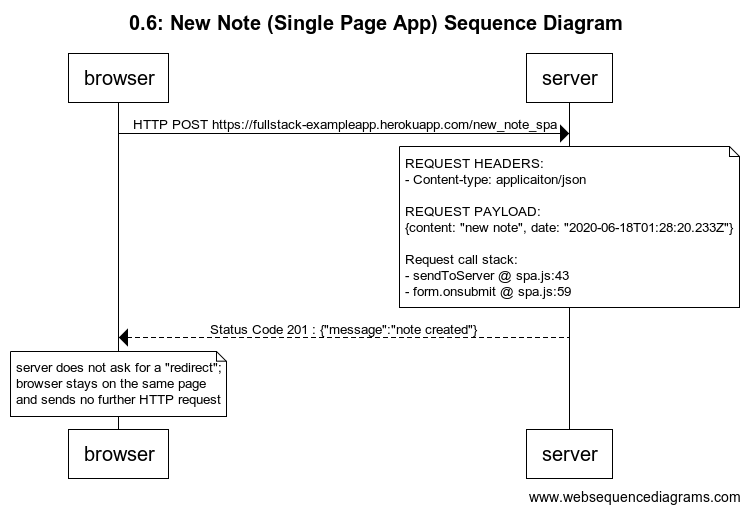 0.6: New Note (Single Page App) Sequence Diagram
browser
server
HTTP POST https://fullstack-exampleapp.herokuapp.com/new_note_spa
REQUEST HEADERS:
- Content-type: applicaiton/json
REQUEST PAYLOAD:
{content: "new note", date: "2020-06-18T01:28:20.233Z"}
Request call stack:
- sendToServer @ spa.js:43
- form.onsubmit @ spa.js:59
Status Code 201 : {"message":"note created"}
server does not ask for a "redirect";
browser stays on the same page
and sends no further HTTP request
browser
server
www.websequencediagrams.com